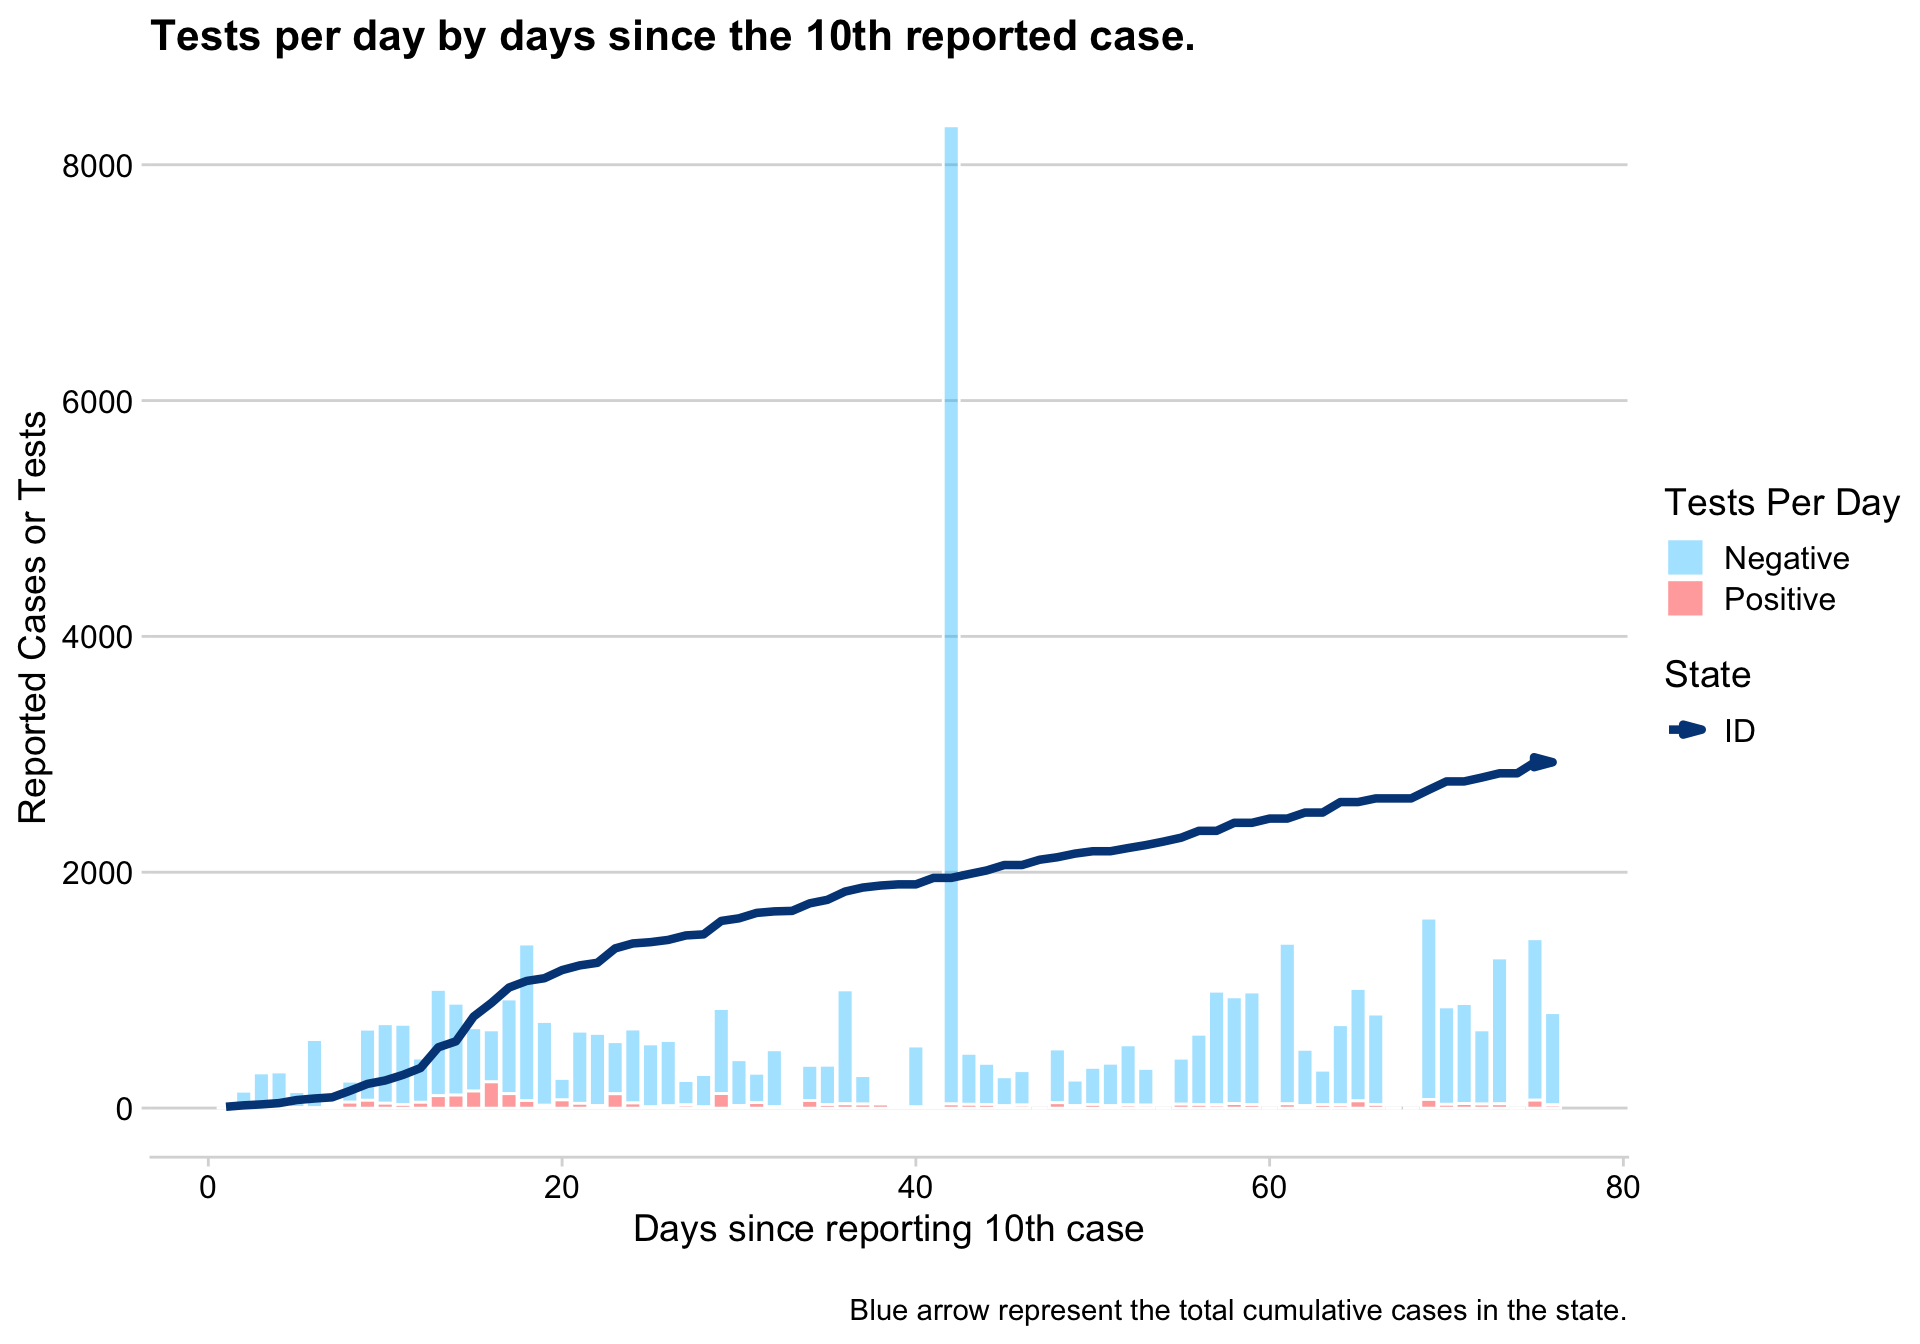 Tests per day by days since the 10th reported case.
8000
6000
4000
2000
0
Reported Cases or Tests
0 20 40 60 80
Days since reporting 10th case
Tests Per Day
Negative
Positive
State
ID
Blue arrow represent the total cumulative cases in the state.